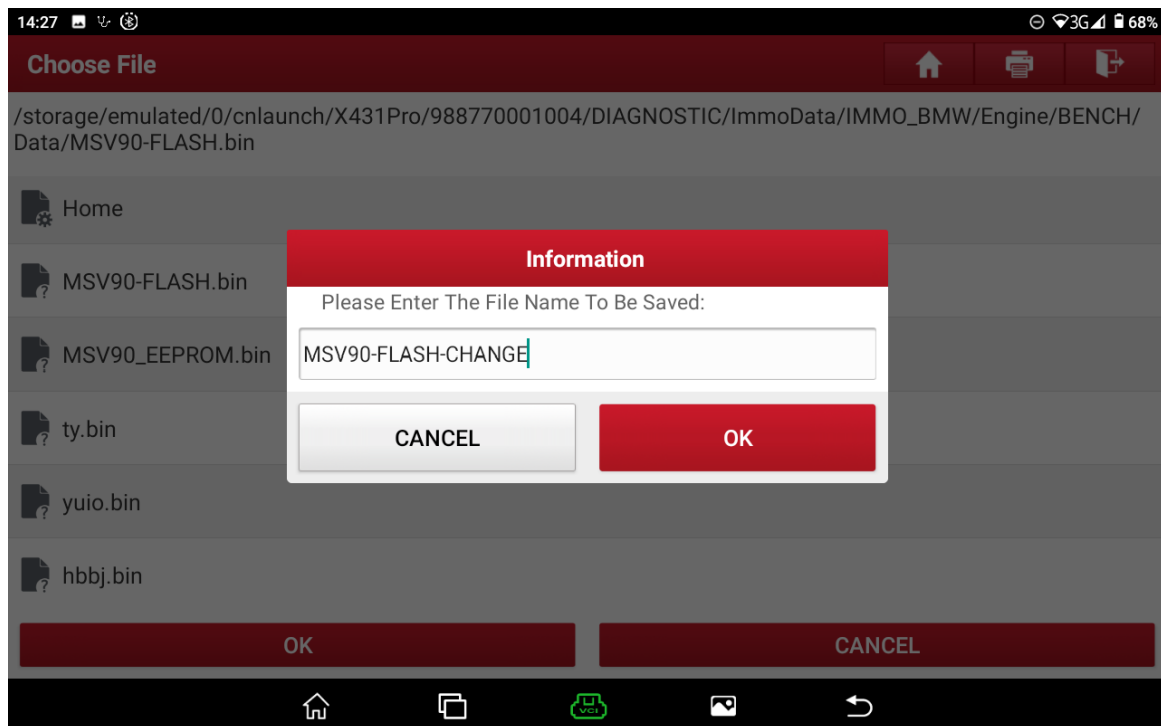 14:27
3G 68%
Choose File
/storage/emulated/0/cnlaunch/X431Pro/988770001004/DIAGNOSTIC/ImmoData/IMMO_BMW/Engine/BENCH/
Data/MSV90-FLASH.bin
Home
MSV90-FLASH.bin
MSV90_EEPROM.bin
ty.bin
yuio.bin
hbbj.bin
Information
Please Enter The File Name To Be Saved:
MSV90-FLASH-CHANGE
CANCEL
OK
OK
CANCEL
VCI